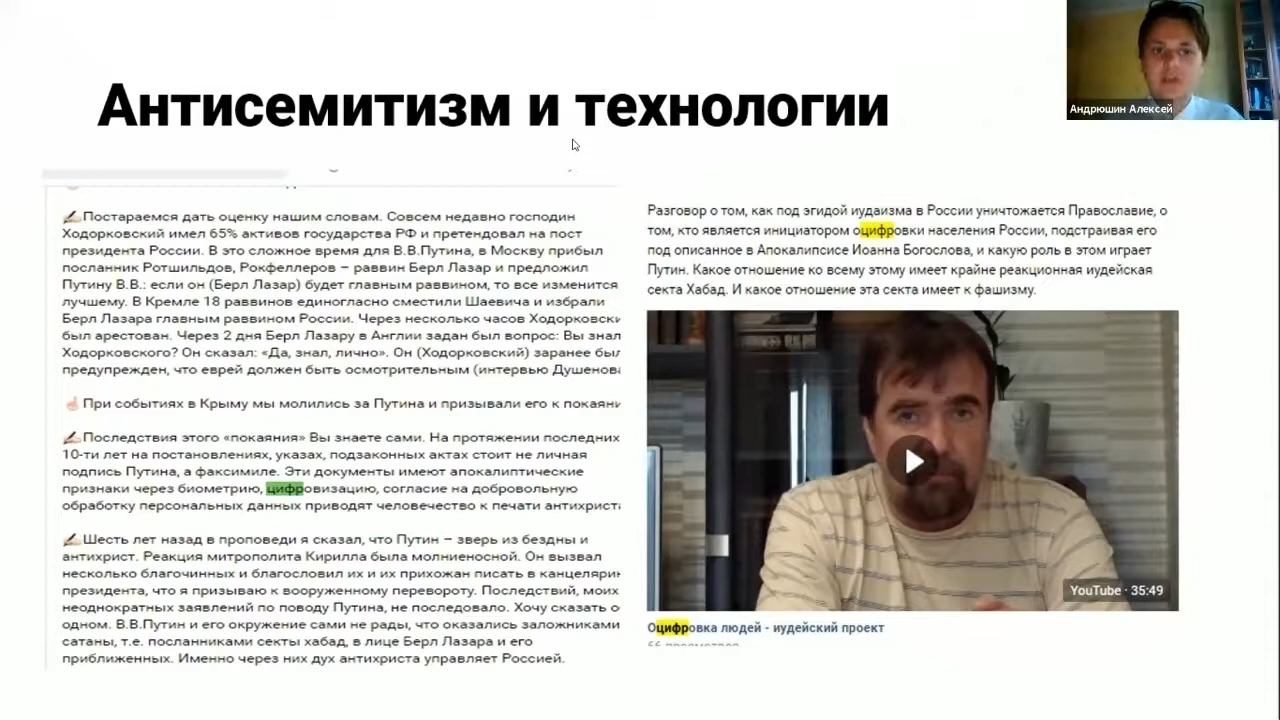 Антисемитизм и технологии
Андрюшин Алексей
Постараемся дать оценку нашим словам. Совсем недавно господин
Ходорковский имел 65% активов государства РФ и претендовал на пост
президента России. В это сложное время для В.В.Путина, в Москву прибыл
посланник Ротшильдов, Рокфеллеров – раввин Берл Лазар и предложил
Путину В.В.: если он (Берл Лазар) будет главным раввином, то все изменится
лучшему. В Кремле 18 раввинов единогласно сместили Шаевича и избрали
Берл Лазара главным раввином России. Через несколько часов Ходорковски
был арестован. Через 2 дня Берл Лазару в Англии задан был вопрос: Вы знал
Ходорковского? Он сказал: «Да, знал, лично». Он (Ходорковский) заранее был
предупрежден, что еврей должен быть осмотрительным (интервью Душенова
При событиях в Крыму мы молились за Путина и призывали его к покаяни
Последствия этого «покаяния» Вы знаете сами. На протяжении последних
10-ти лет на постановлениях, указах, подзаконных актах стоит не личная
подпись Путина, а факсимиле. Эти документы имеют апокалиптические
признаки через биометрию, цифровизацию, согласие на добровольную
обработку персональных данных приводят человечество к печати антихриста
Шесть лет назад в проповеди я сказал, что Путин – зверь из бездны и
антихрист. Реакция митрополита Кирилла была молниеносной. Он вызвал
несколько благочинных и благословил их и их прихожан писать в канцелярию
президента, что я призываю к вооруженному перевороту. Последствий, моих
неоднократных заявлений по поводу Путина, не последовало. Хочу сказать о
одном. В.В.Путин и его окружение сами не рады, что оказались заложниками
сатаны, т.е. посланниками секты хабад, в лице Берл Лазара и его
приближенных. Именно через них дух антихриста управляет Россией.
Разговор о том, как под эгидой иудаизма в России уничтожается Православие, о
том, кто является инициатором оцифровки населения России, подстраивая его
под описанное в Апокалипсисе Иоанна Богослова, и какую роль в этом играет
Путин. Какое отношение ко всему этому имеет крайне реакционная иудейская
секта Хабад. И какое отношение эта секта имеет к фашизму.
YouTube · 35:49
Оцифровка людей - иудейский проект